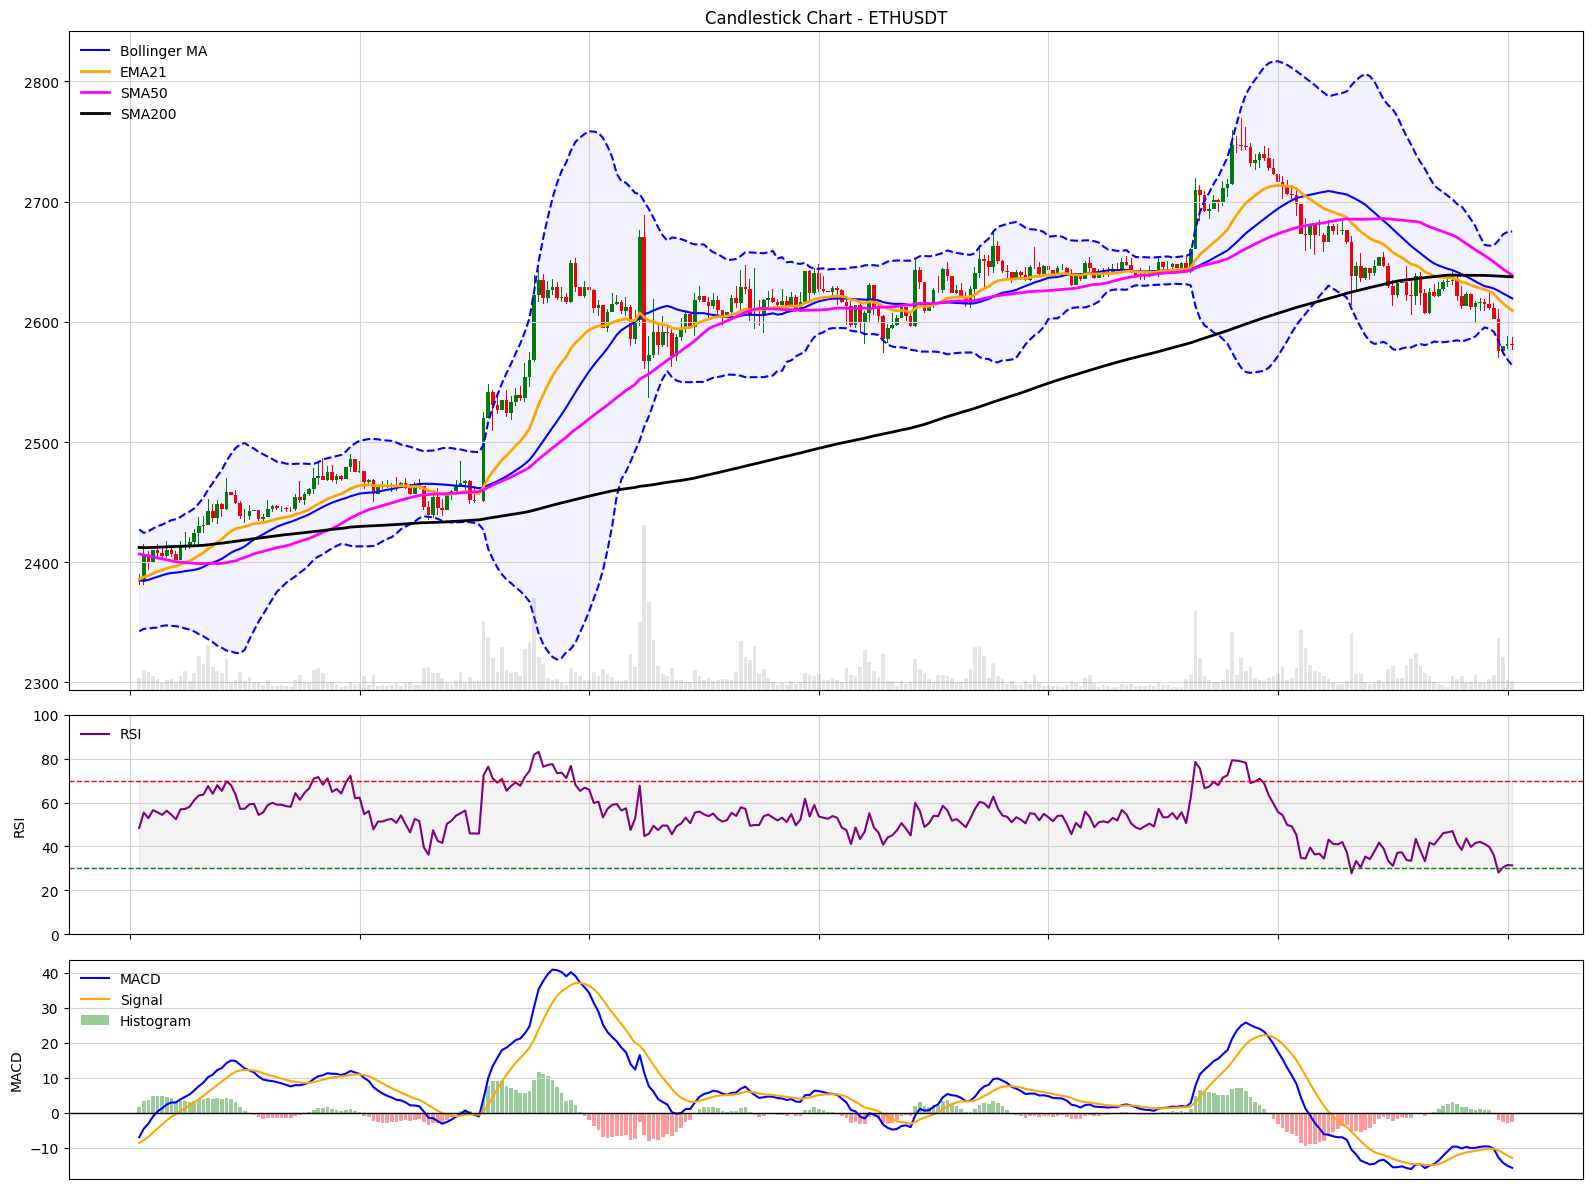 Candlestick Chart - ETHUSDT
Bollinger MA
EMA21
SMA50
SMA200
2800
2700
2600
2500
2400
2300
RSI
100
80
60
40
20
0
RSI
MACD
Signal
Histogram
40
30
20
10
0
−10
MACD